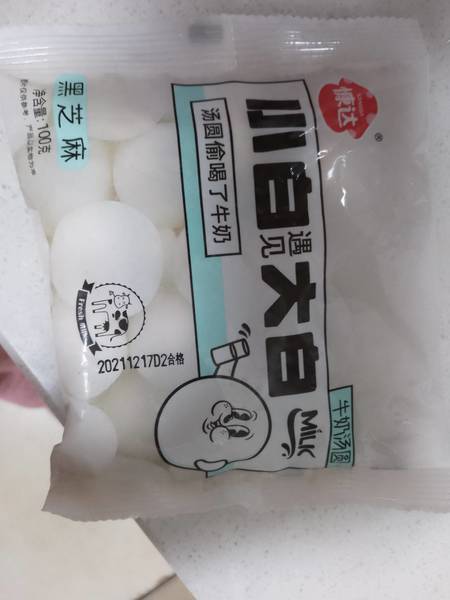 慷达
®
小白
遇见
大白
MILK
牛奶汤圆
汤圆偷喝了牛奶
黑芝麻
净含量:100克
Fresh Milk
20211217D2合格